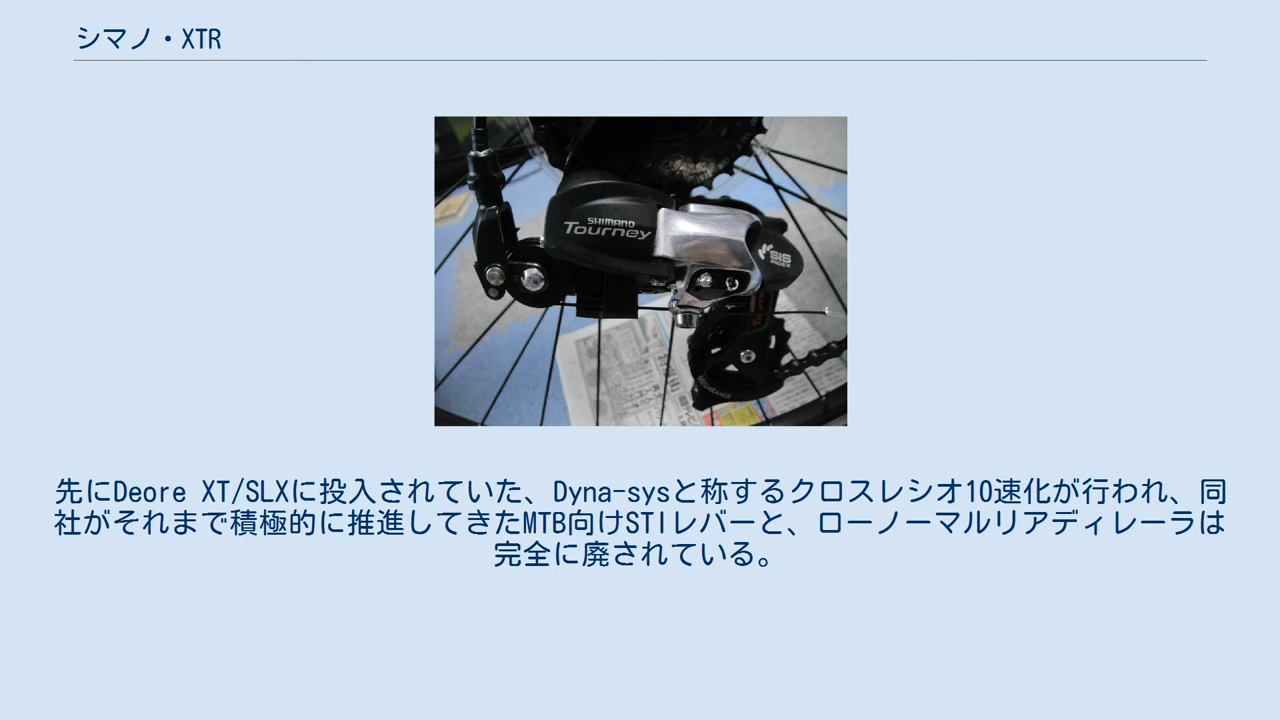 シマノ・XTR
SHIMANO
Tourney
SIS
INDEX
先にDeore XT/SLXに投入されていた、Dyna-sysと称するクロスレシオ10速化が行われ、同
社がそれまで積極的に推進してきたMTB向けSTIレバーと、ローノーマルリアディレーラは
完全に廃されている。